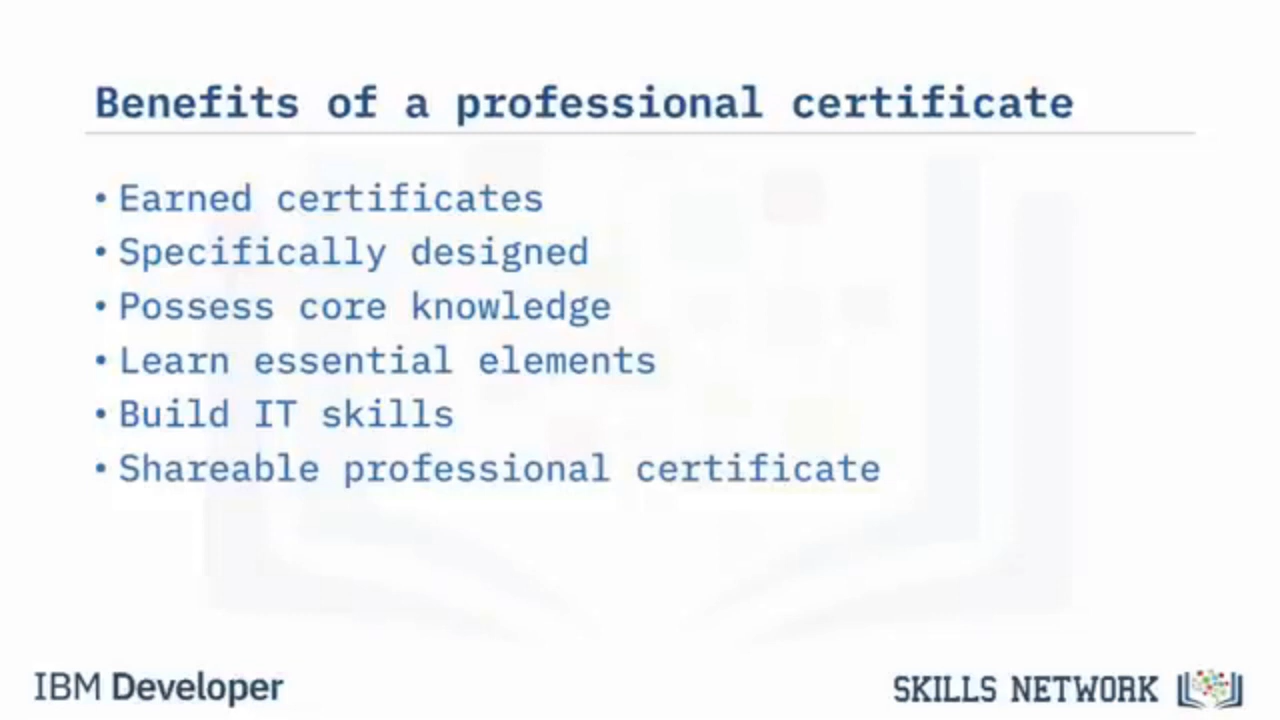 Benefits of a professional certificate
• Earned certificates
• Specifically designed
• Possess core knowledge
• Learn essential elements
• Build IT skills
• Shareable professional certificate
IBM Developer
SKILLS NETWORK